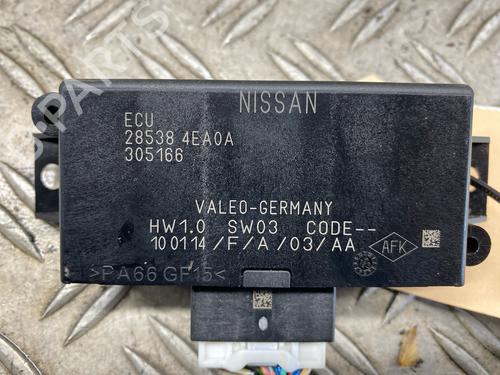 NISSAN
ECU
28538 4EA0A
305166
VALEO-GERMANY
HW1.0 SW03 CODE--
100114/F/A/03/AA
AFK
>PA66 GF15<